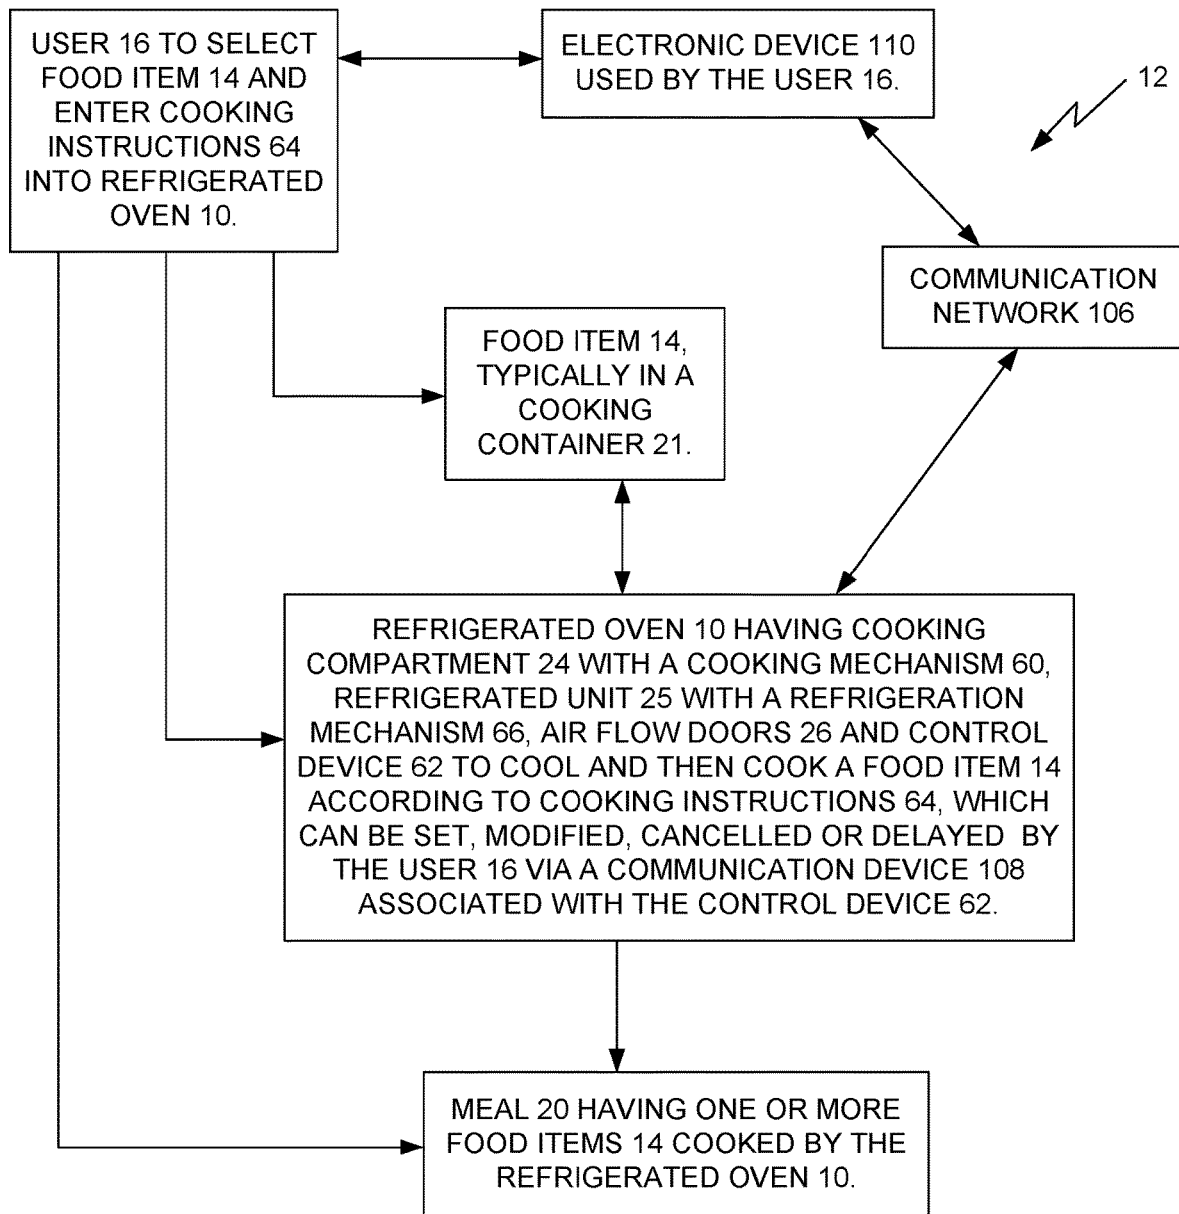 USER 16 TO SELECT
FOOD ITEM 14 AND
ENTER COOKING
INSTRUCTIONS 64
INTO REFRIGERATED
OVEN 10.
ELECTRONIC DEVICE 110
USED BY THE USER 16.
12
COMMUNICATION
NETWORK 106
FOOD ITEM 14,
TYPICALLY IN A
COOKING
CONTAINER 21.
REFRIGERATED OVEN 10 HAVING COOKING
COMPARTMENT 24 WITH A COOKING MECHANISM 60,
REFRIGERATED UNIT 25 WITH A REFRIGERATION
MECHANISM 66, AIR FLOW DOORS 26 AND CONTROL
DEVICE 62 TO COOL AND THEN COOK A FOOD ITEM 14
ACCORDING TO COOKING INSTRUCTIONS 64, WHICH
CAN BE SET, MODIFIED, CANCELLED OR DELAYED BY
THE USER 16 VIA A COMMUNICATION DEVICE 108
ASSOCIATED WITH THE CONTROL DEVICE 62.
MEAL 20 HAVING ONE OR MORE
FOOD ITEMS 14 COOKED BY THE
REFRIGERATED OVEN 10.